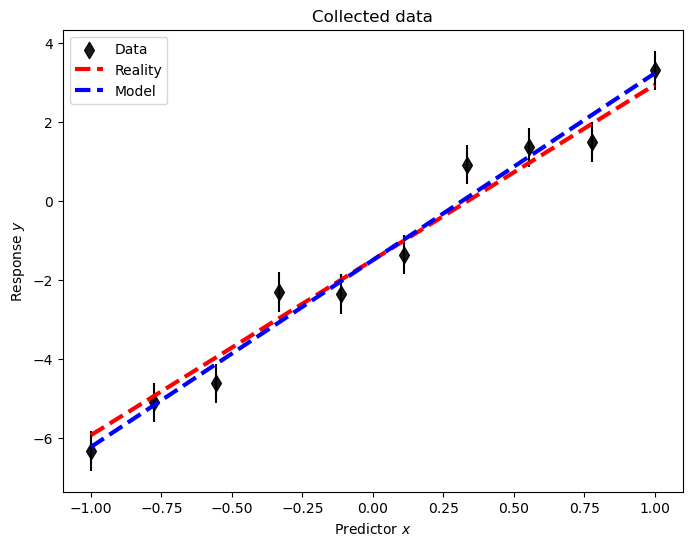 Collected data
Data
Reality
Model
4
2
0
−2
−4
−6
Response y
−1.00 −0.75 −0.50 −0.25 0.00 0.25 0.50 0.75 1.00
Predictor x